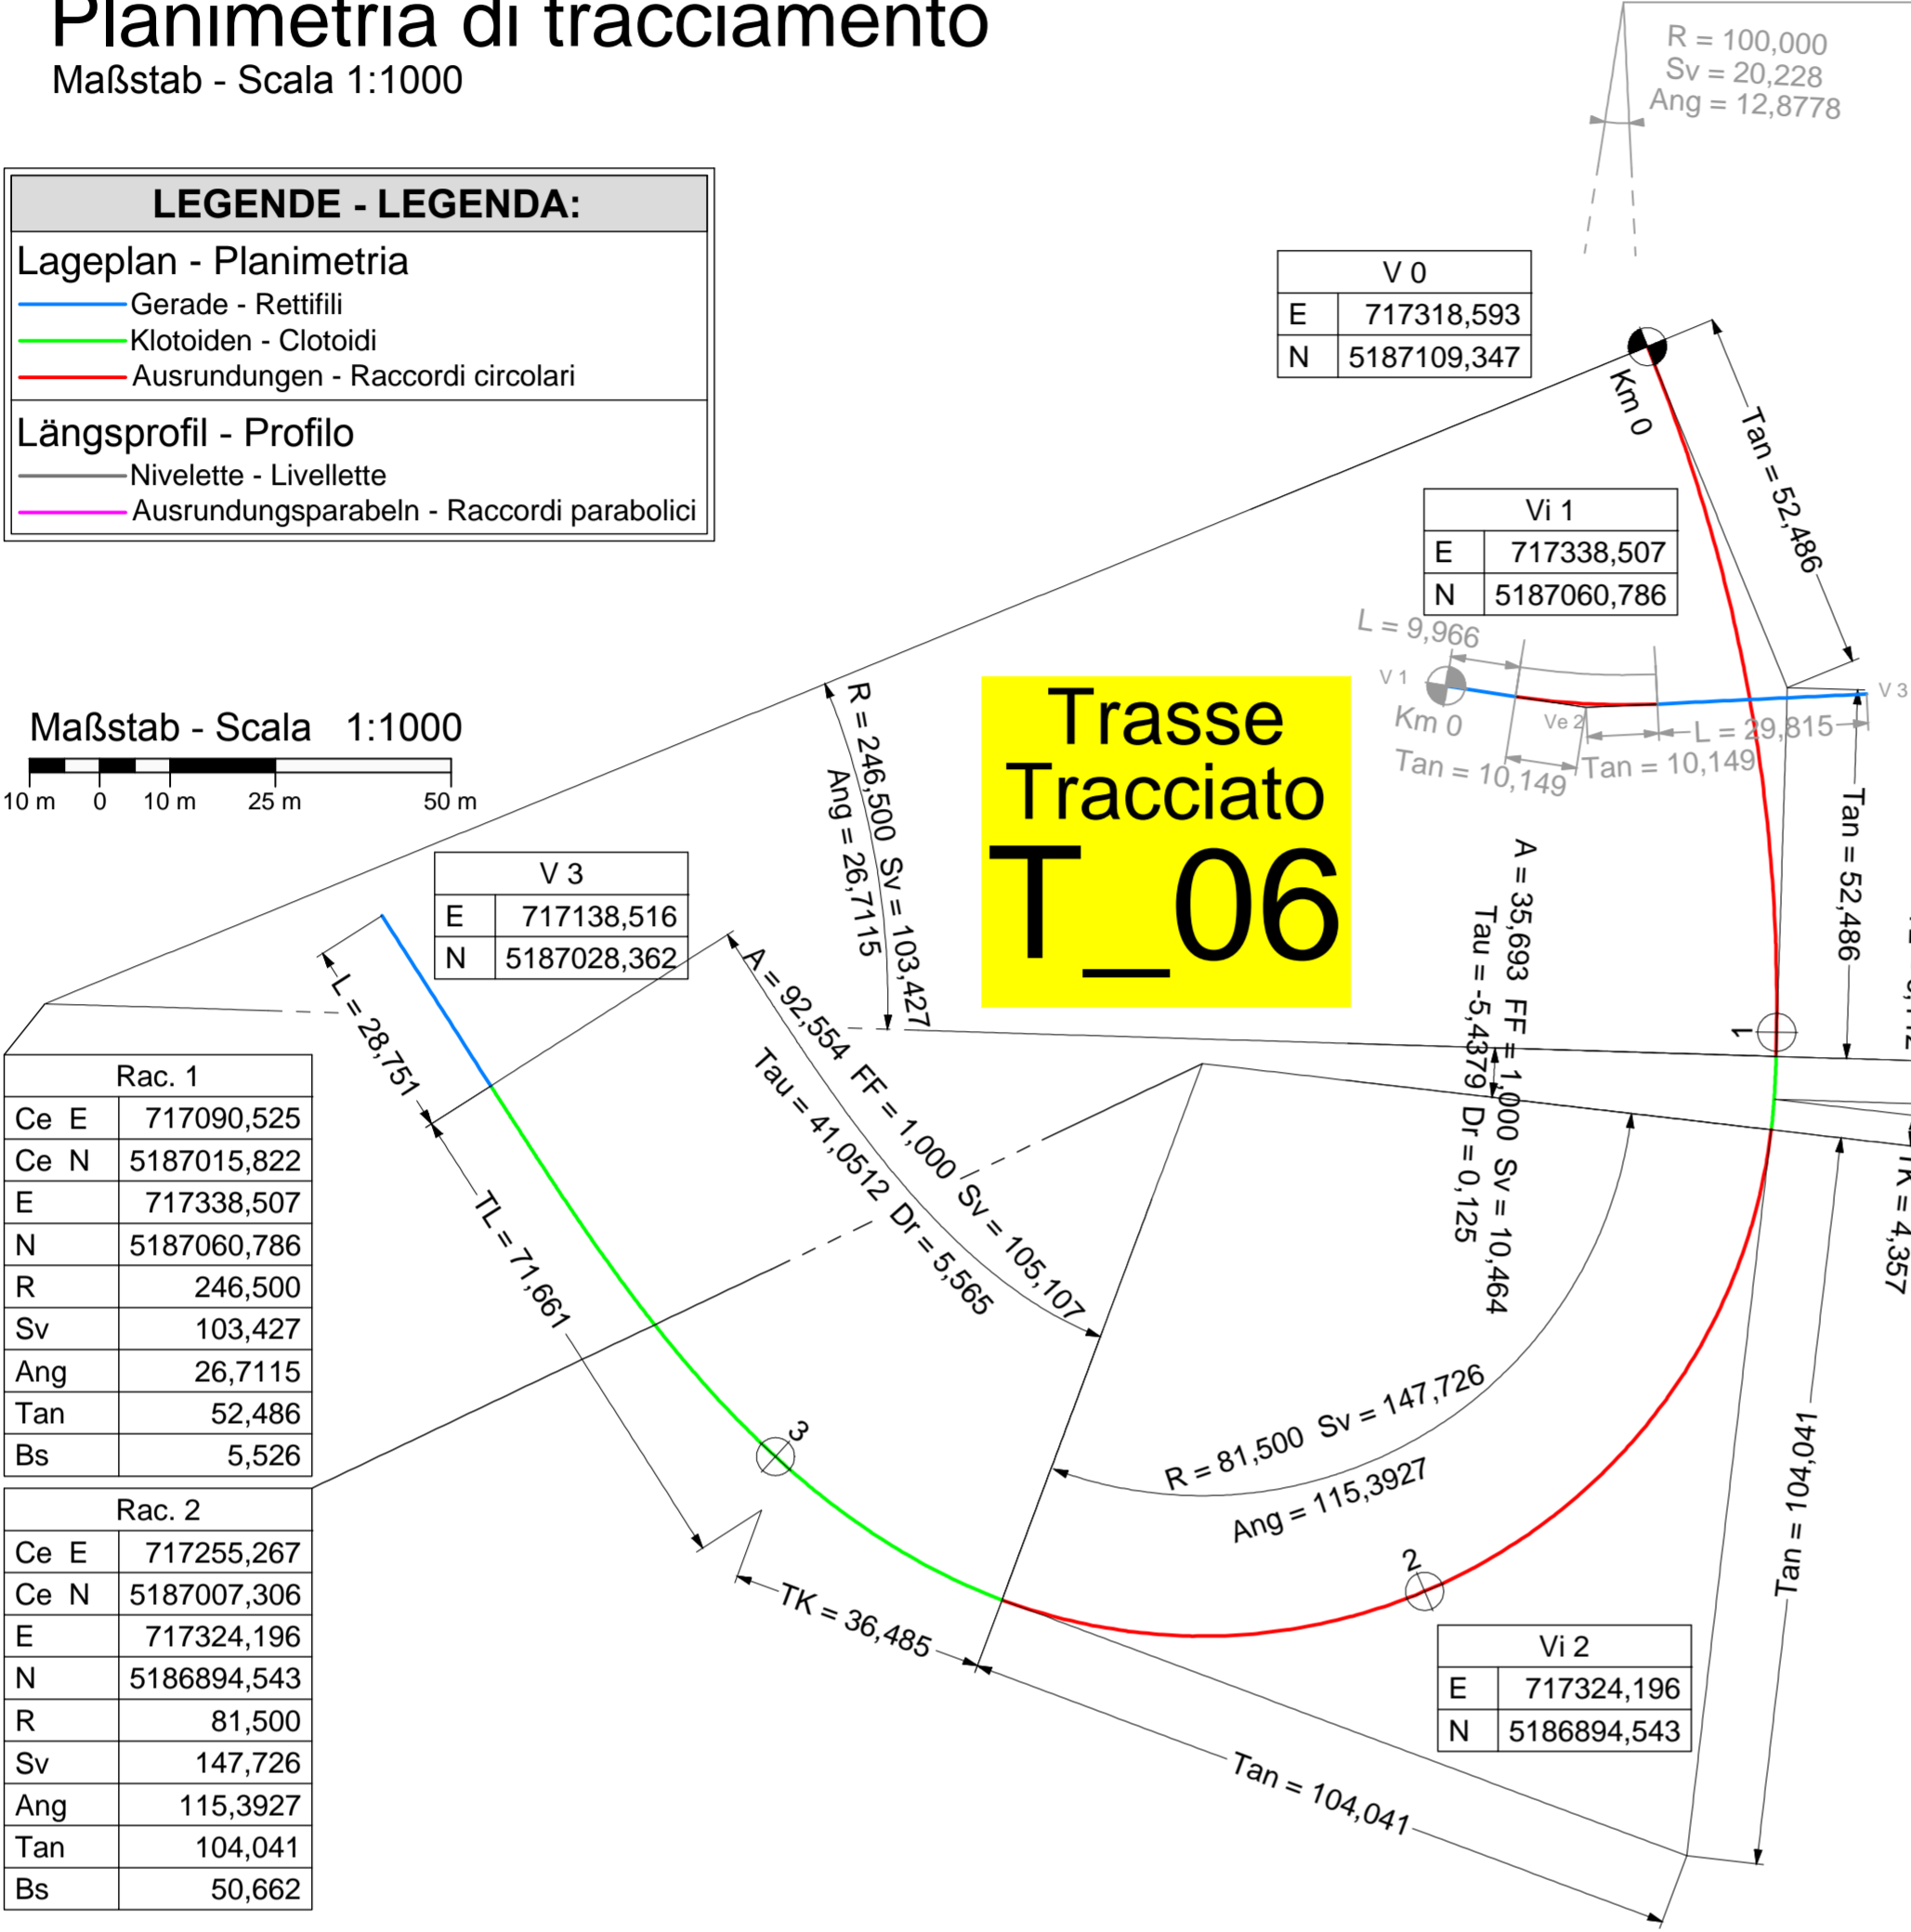 Planimetria di tracciamento
Maßstab - Scala 1:1000
LEGENDE - LEGENDA:
Lageplan - Planimetria
Gerade - Rettifili
Klotoiden - Clotoidi
Ausrundungen - Raccordi circolari
Längsprofil - Profilo
Nivelette - Livellette
Ausrundungsparabeln - Raccordi parabolici
R = 100,000
Sv = 20,228
Ang = 12,8778
V 0
E 717318,593
N 5187109,347
Km 0
Tan = 52,486
Vi 1
E 717338,507
N 5187060,786
L = 9,966
V 1
Km 0
Ve 2
V 3
L = 29,815
Tan = 10,149
Tan = 10,149
Maßstab - Scala 1:1000
10 m 0 10 m 25 m 50 m
R = 246,500 Sv = 103,427
Ang = 26,7115
Trasse
Tracciato
T_06
Tan = 52,486
A = 35,693 FF = 1,000 Sv = 10,464
Tau = -5,4379 Dr = 0,125
1
V 3
E 717138,516
N 5187028,362
L = 28,751
A = 92,554 FF = 1,000 Sv = 105,107
Tau = 41,0512 Dr = 5,565
TL = 71,661
TK = 4,357
Rac. 1
Ce E 717090,525
Ce N 5187015,822
E 717338,507
N 5187060,786
R 246,500
Sv 103,427
Ang 26,7115
Tan 52,486
Bs 5,526
3
R = 81,500 Sv = 147,726
Ang = 115,3927
2
Tan = 104,041
TK = 36,485
Tan = 104,041
Rac. 2
Ce E 717255,267
Ce N 5187007,306
E 717324,196
N 5186894,543
R 81,500
Sv 147,726
Ang 115,3927
Tan 104,041
Bs 50,662
Vi 2
E 717324,196
N 5186894,543